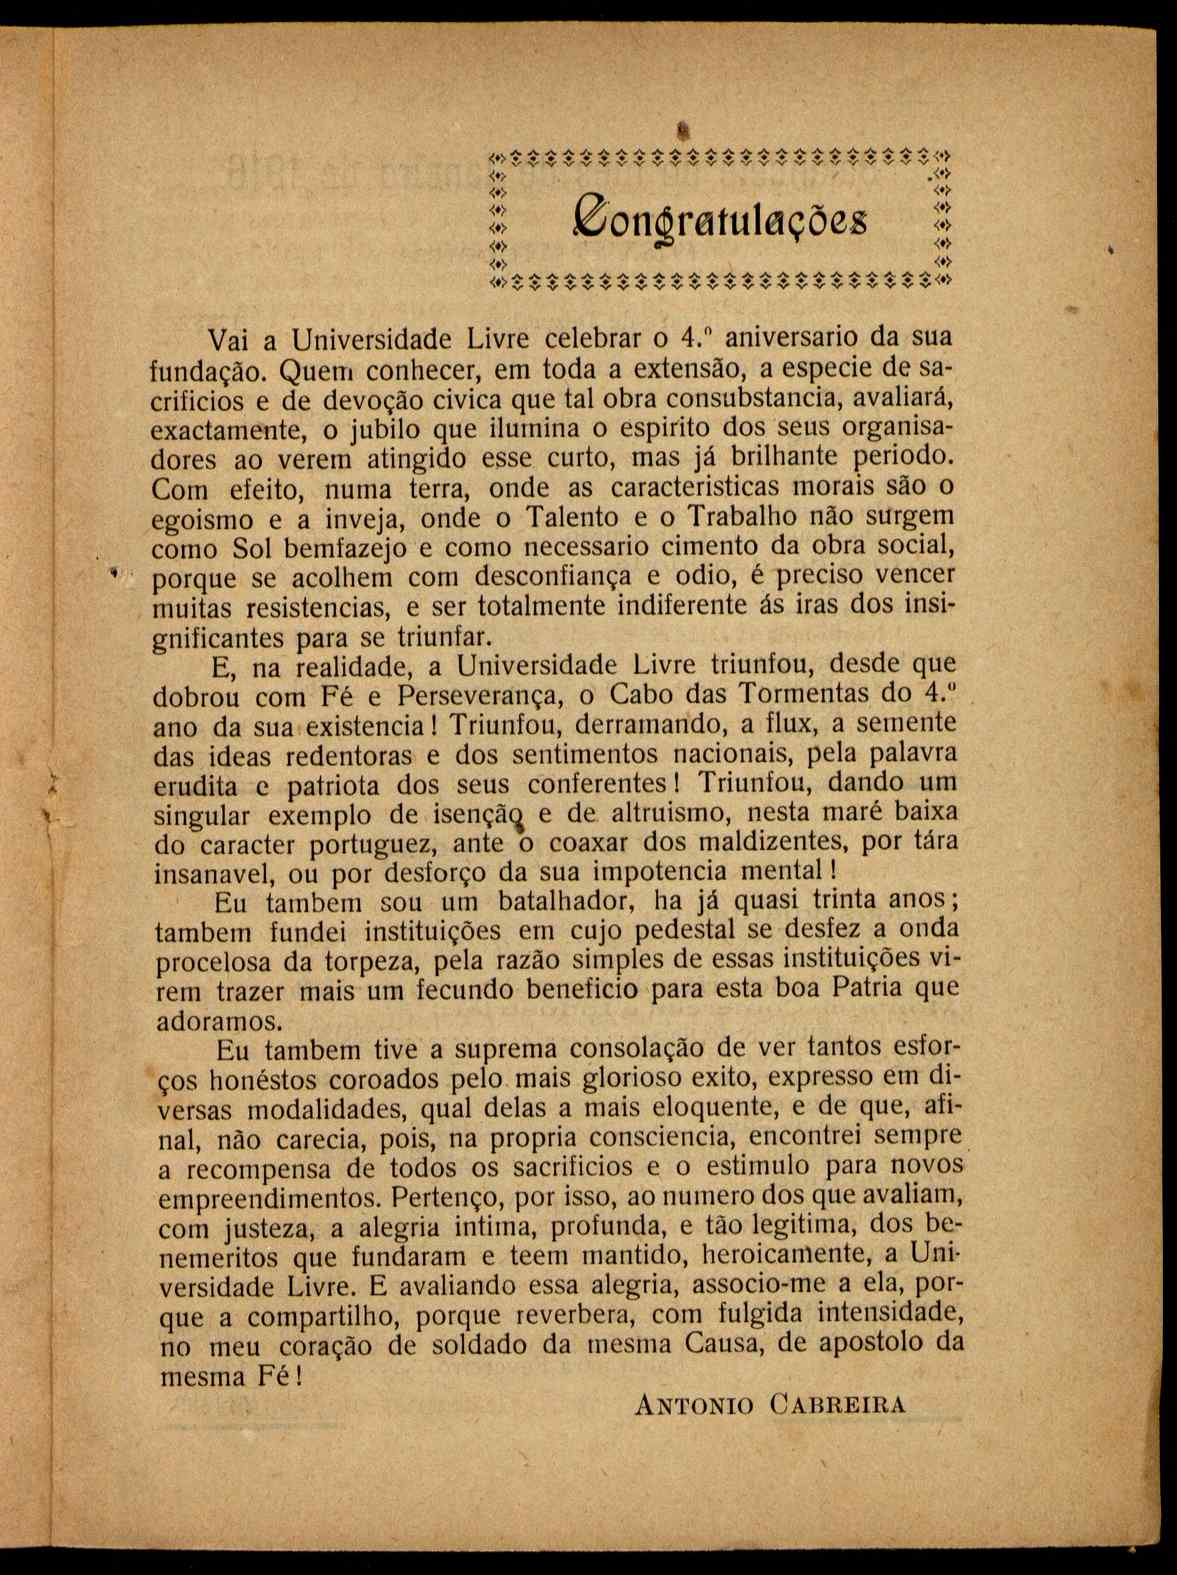 Congratulações
Vai a Universidade Livre celebrar o 4.º aniversario da sua
fundação. Quem conhecer, em toda a extensão, a especie de sa-
crificios e de devoção civica que tal obra consubstancia, avaliará,
exactamente, o jubilo que ilumina o espirito dos seus organisa-
dores ao verem atingido esse curto, mas já brilhante periodo.
Com efeito, numa terra, onde as caracteristicas morais são o
egoismo e a inveja, onde o Talento e o Trabalho não surgem
como Sol bemfazejo e como necessario cimento da obra social,
porque se acolhem com desconfiança e odio, é preciso vencer
muitas resistencias, e ser totalmente indiferente ás iras dos insi-
gnificantes para se triunfar.
E, na realidade, a Universidade Livre triunfou, desde que
dobrou com Fé e Perseverança, o Cabo das Tormentas do 4.º
ano da sua existencia! Triunfou, derramando, a flux, a semente
das ideas redentoras e dos sentimentos nacionais, pela palavra
erudita e patriota dos seus conferentes! Triunfou, dando um
singular exemplo de isenção e de altruismo, nesta maré baixa
do caracter portuguez, ante o coaxar dos maldizentes, por tára
insanavel, ou por desforço da sua impotencia mental!
Eu tambem sou um batalhador, ha já quasi trinta anos;
tambem fundei instituições em cujo pedestal se desfez a onda
procelosa da torpeza, pela razão simples de essas instituições vi-
rem trazer mais um fecundo beneficio para esta boa Patria que
adoramos.
Eu tambem tive a suprema consolação de ver tantos esfor-
ços honéstos coroados pelo mais glorioso exito, expresso em di-
versas modalidades, qual delas a mais eloquente, e de que, afi-
nal, não carecia, pois, na propria consciencia, encontrei sempre
a recompensa de todos os sacrificios e o estimulo para novos
empreendimentos. Pertenço, por isso, ao numero dos que avaliam,
com justeza, a alegria intima, profunda, e tão legitima, dos be-
nemeritos que fundaram e teem mantido, heroicamente, a Uni-
versidade Livre. E avaliando essa alegria, associo-me a ela, por-
que a compartilho, porque reverbera, com fulgida intensidade,
no meu coração de soldado da mesma Causa, de apostolo da
mesma Fé!
ANTONIO CABREIRA